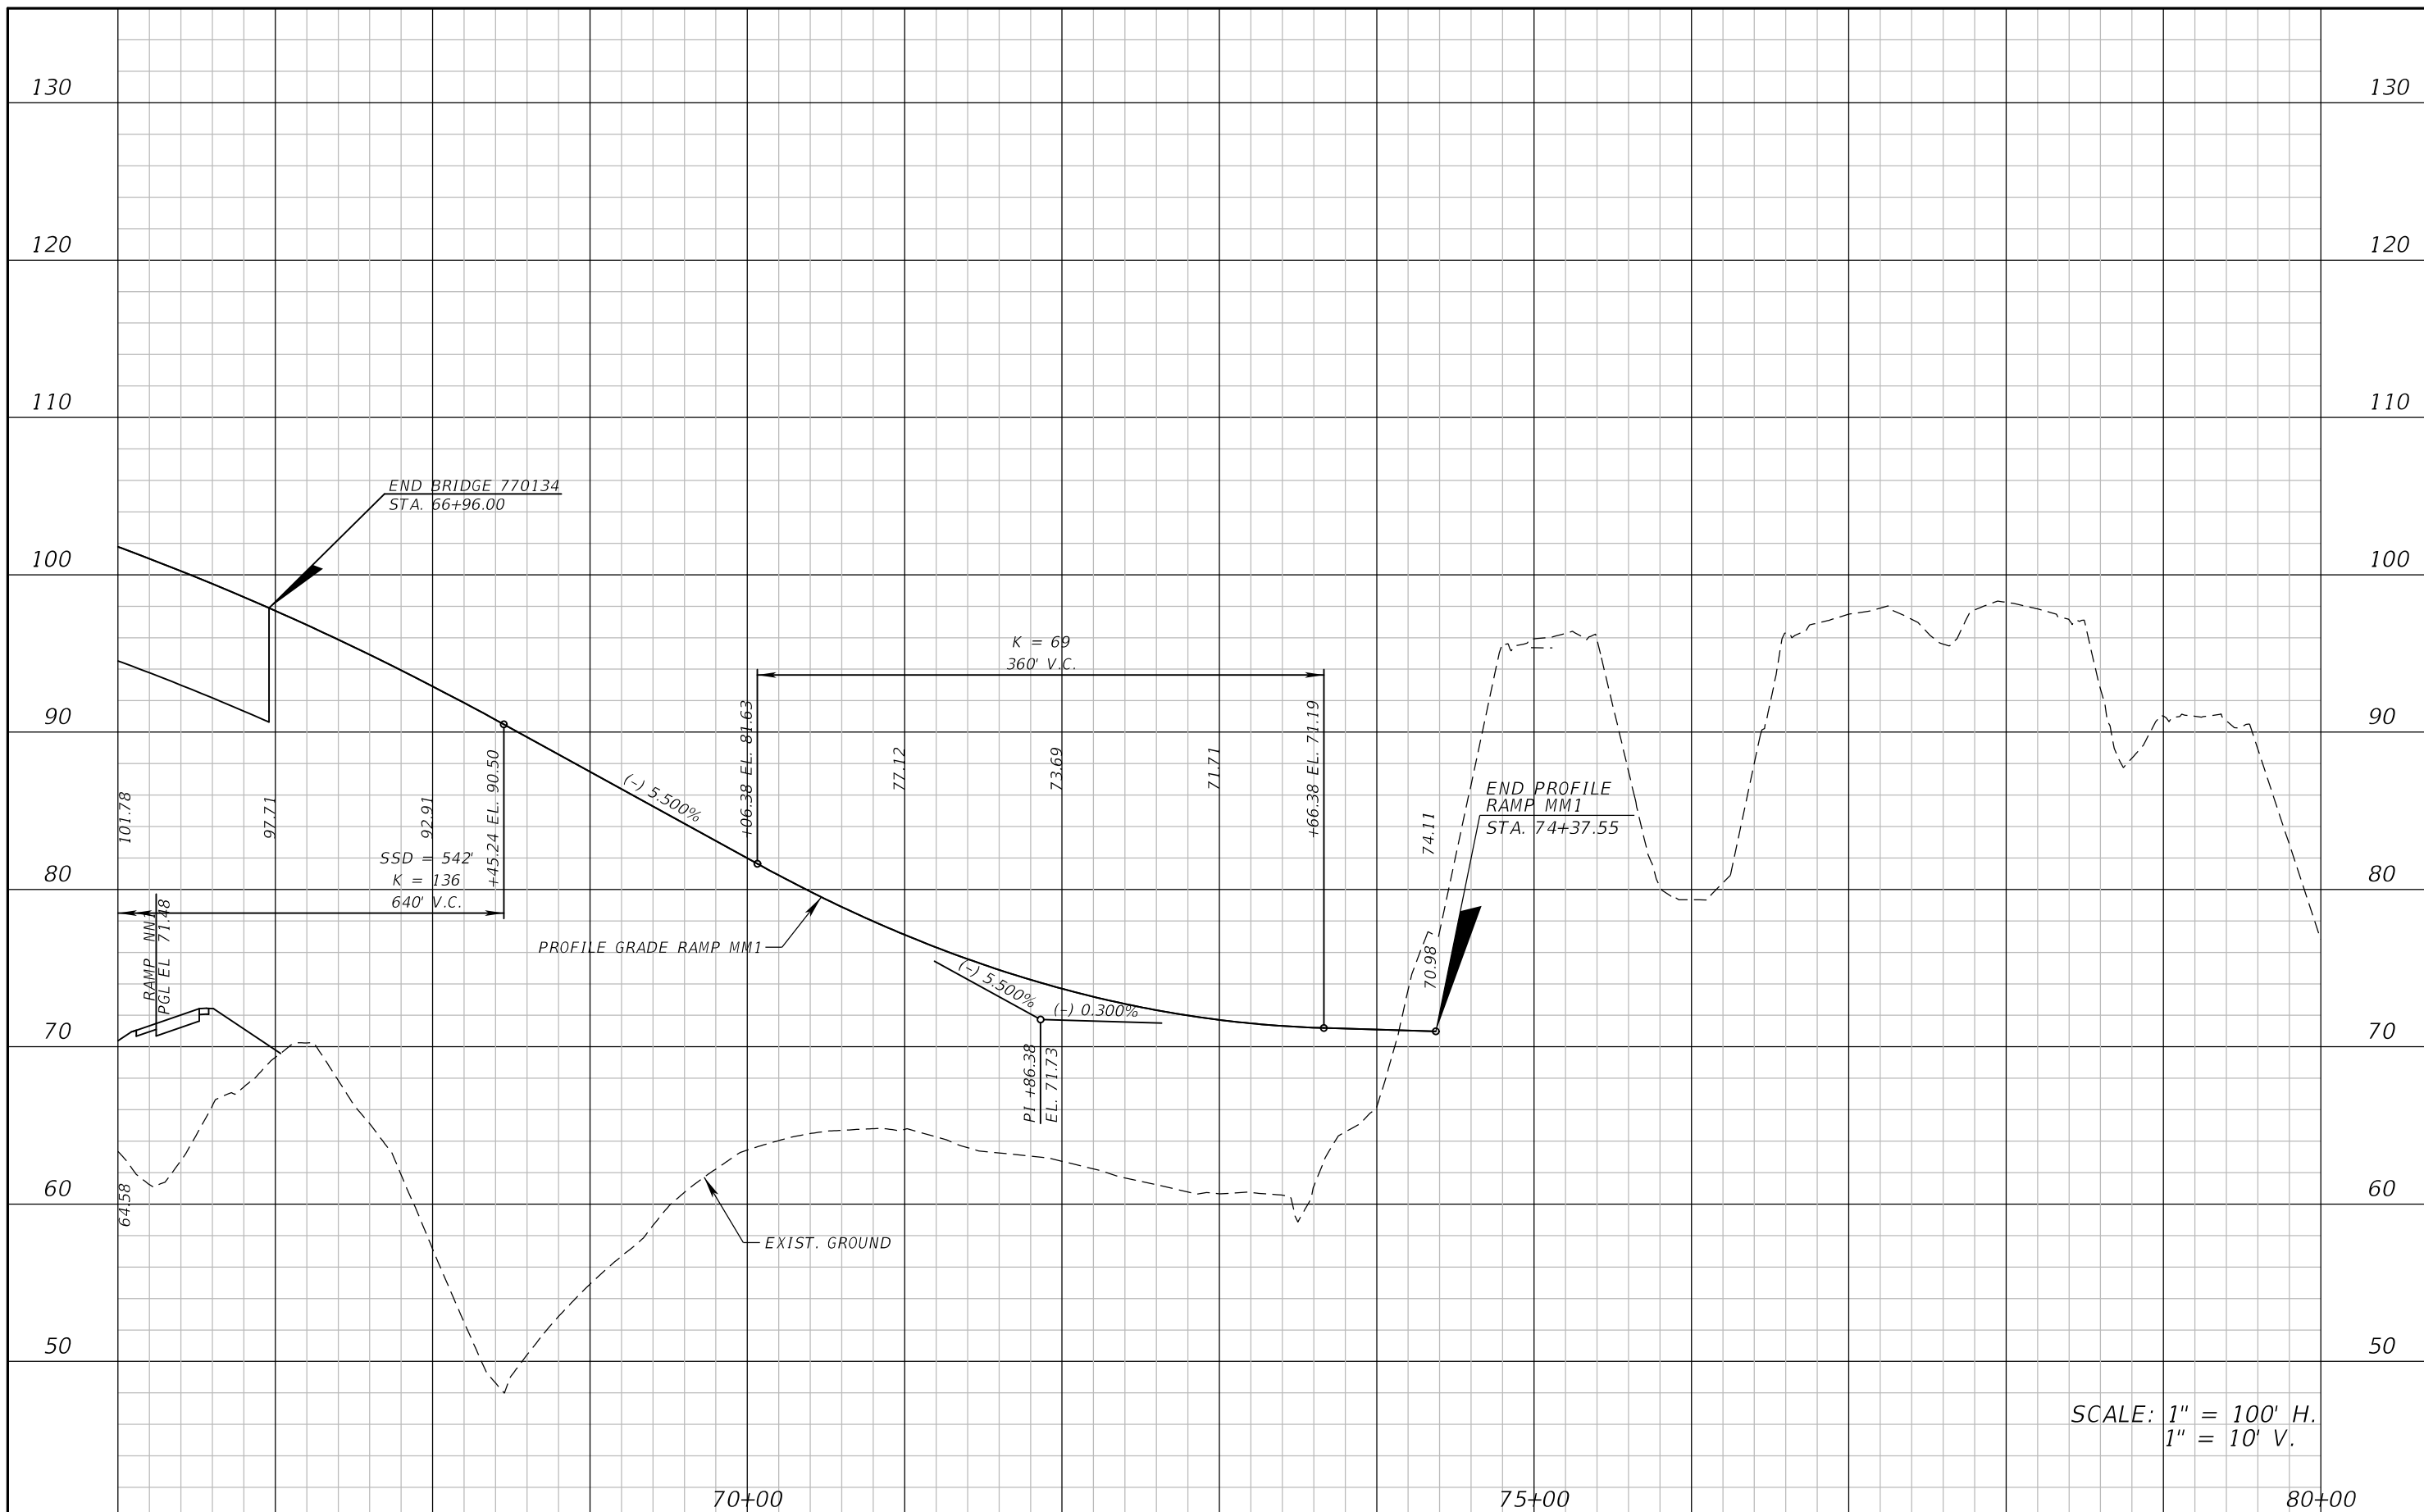 130
130
120
120
110
110
END BRIDGE 770134
STA. 66+96.00
100
100
K = 69
360' V.C.
90
90
101.78
97.71
92.91
+45.24 EL. 90.50
(-) 5.500%
+06.38 EL. 81.63
77.12
73.69
71.71
+66.38 EL. 71.19
74.11
END PROFILE
RAMP MM1
STA. 74+37.55
SSD = 542'
K = 136
640' V.C.
80
80
RAMP NN1
PGL EL 71.48
PROFILE GRADE RAMP MM1
(-) 5.500%
(-) 0.300%
70.98
70
70
PI +86.38
EL. 71.73
64.58
60
60
EXIST. GROUND
50
50
SCALE: 1" = 100' H.
1" = 10' V.
70+00
75+00
80+00